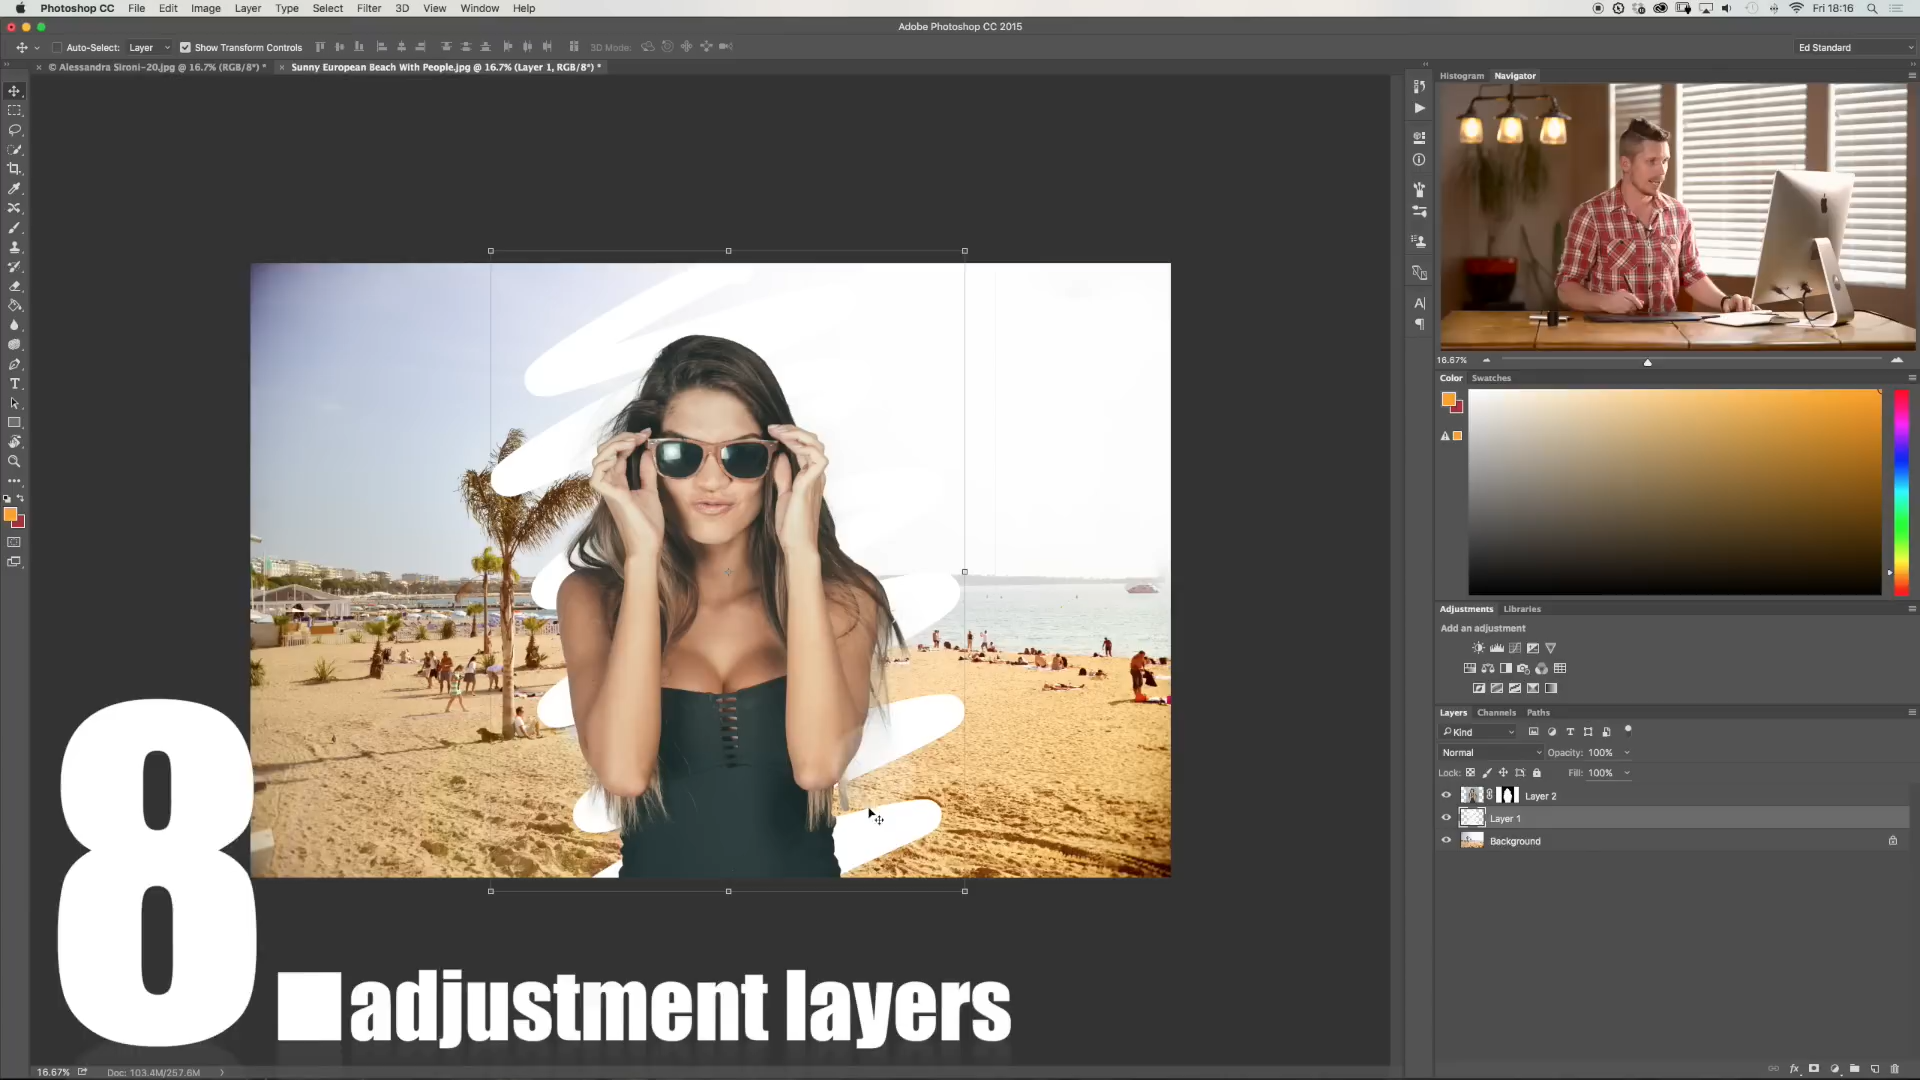 Photoshop CC File Edit Image Layer Type Select Filter 3D View Window Help Fri 18:16
Adobe Photoshop CC 2015
Auto-Select: Layer Show Transform Controls 3D Mode: Ed Standard
× © Alessandra Sironi-20.jpg @ 16.7% (RGB/8*) * × Sunny European Beach With People.jpg @ 16.7% (Layer 1, RGB/8*) *
Histogram Navigator
16.67%
Color Swatches
Adjustments Libraries
Add an adjustment
Layers Channels Paths
Kind
Normal Opacity: 100%
Lock: Fill: 100%
Layer 2
Layer 1
Background
8.adjustment layers
16.67% Doc: 103.4M/257.6M